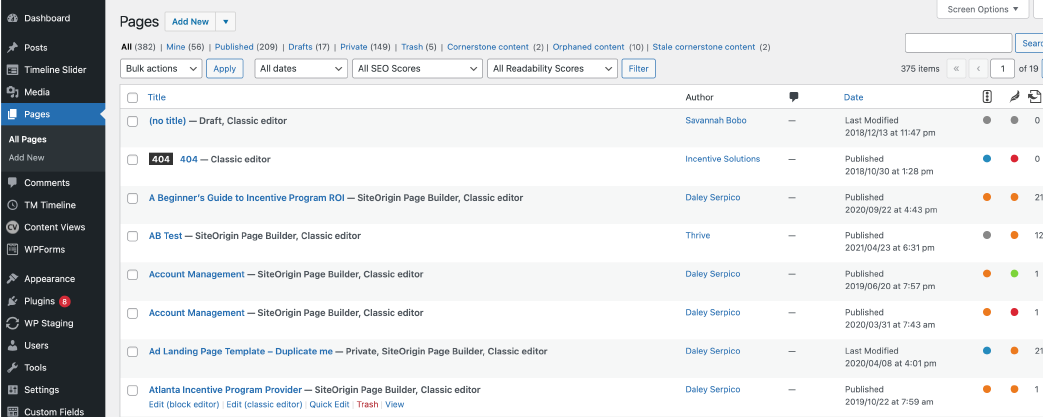 Dashboard
Posts
Timeline Slider
Media
Pages
All Pages
Add New
Comments
TM Timeline
Content Views
WPForms
Appearance
Plugins 8
WP Staging
Users
Tools
Settings
Custom Fields
Screen Options ▼
Pages Add New ▼
All (382) | Mine (56) | Published (209) | Drafts (17) | Private (149) | Trash (5) | Cornerstone content (2) | Orphaned content (10) | Stale cornerstone content (2)
Searc
Bulk actions Apply All dates All SEO Scores All Readability Scores Filter 375 items « ‹ 1 of 19
Title Author Date
(no title) — Draft, Classic editor Savannah Bobo — Last Modified 0
2018/12/13 at 11:47 pm
404 404 — Classic editor Incentive Solutions — Published 0
2018/10/30 at 1:28 pm
A Beginner's Guide to Incentive Program ROI — SiteOrigin Page Builder, Classic editor Daley Serpico — Published 21
2020/09/22 at 4:43 pm
AB Test — SiteOrigin Page Builder, Classic editor Thrive — Published 12
2021/04/23 at 6:31 pm
Account Management — SiteOrigin Page Builder, Classic editor Daley Serpico — Published 1
2019/06/20 at 7:57 pm
Account Management — SiteOrigin Page Builder, Classic editor Daley Serpico — Published 1
2020/03/31 at 7:43 am
Ad Landing Page Template – Duplicate me — Private, SiteOrigin Page Builder, Classic editor Daley Serpico — Last Modified 21
2020/04/08 at 4:01 pm
Atlanta Incentive Program Provider — SiteOrigin Page Builder, Classic editor Daley Serpico — Published 1
Edit (block editor) | Edit (classic editor) | Quick Edit | Trash | View 2019/10/22 at 7:59 am